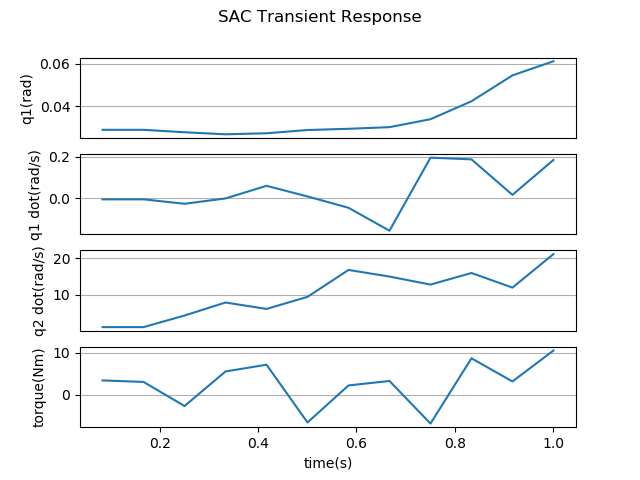 SAC Transient Response
0.06
0.04
q1(rad)
0.2
0.0
q1 dot(rad/s)
20
10
q2 dot(rad/s)
10
0
torque(Nm)
0.2 0.4 0.6 0.8 1.0
time(s)